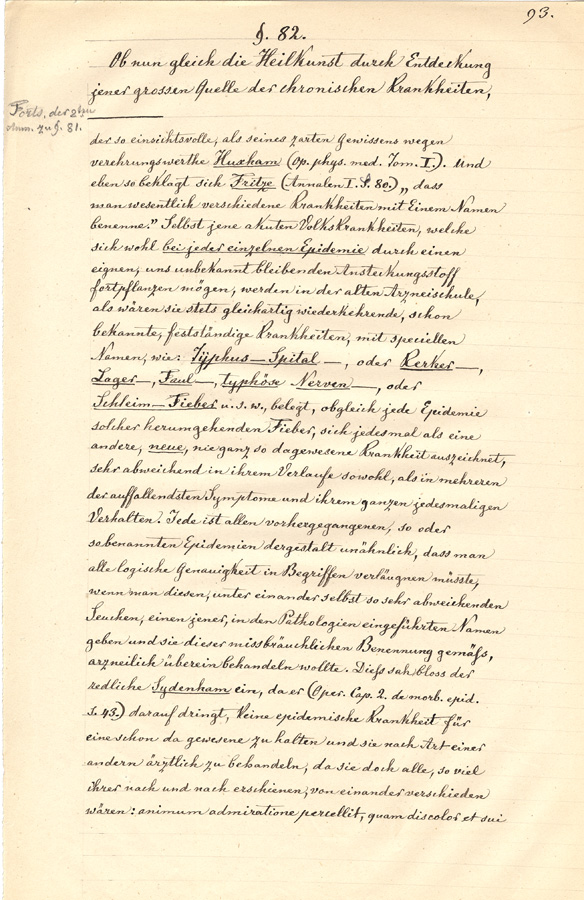 93.
§. 82.
Ob nun gleich die Heilkunst durch Entdeckung
jener grossen Quelle der chronischen Krankheiten,
Forts. der 2ten
Anm. zu §. 81.
der so einsichtsvolle, als seines zarten Gewissens wegen
verehrungswerthe Huxham (Op. phys. med. Tom. I.). Und
eben so beklagt sich Fritze (Annalen I. S. 80.) „dass
man wesentlich verschiedene Krankheiten mit Einem Namen
benenne." Selbst jene akuten Volkskrankheiten, welche
sich wohl bei jeder einzelnen Epidemie durch einen
eignen, uns unbekannt bleibenden Ansteckungsstoff
fortpflanzen mögen, werden in der alten Arzneischule,
als wären sie stets gleichartig wiederkehrende, schon
bekannte, festständige Krankheiten, mit speciellen
Namen, wie: Typhus—Spital—, oder Kerker—,
Lager—, Faul—, typhöse Nerven—, oder
Schleim—Fieber u. s. w., belegt, obgleich jede Epidemie
solcher herumgehenden Fieber, sich jedesmal als eine
andere, neue, nie ganz so dagewesene Krankheit auszeichnet,
sehr abweichend in ihrem Verlaufe sowohl, als in mehreren
der auffallendsten Symptome und ihrem ganzen jedesmaligen
Verhalten. Jede ist allen vorhergegangenen, so oder
so benannten Epidemien dergestalt unähnlich, dass man
alle logische Genauigkeit in Begriffen verläugnen müsste,
wenn man diesen, unter einander selbst so sehr abweichenden
Seuchen, einen jener, in den Pathologien eingeführten Namen
geben und sie dieser missbräuchlichen Benennung gemäſs,
arzneilich überein behandeln wollte. Dieſs sah bloss der
redliche Sydenham ein, da er (Oper. Cap. 2. de morb. epid.
S. 43.) darauf dringt, keine epidemische Krankheit für
eine schon da gewesene zu halten und sie nach Art einer
andern ärztlich zu behandeln, da sie doch alle, so viel
ihrer nach und nach erschienen, von einander verschieden
wären: animum admiratione percellit, quam discolor et sui